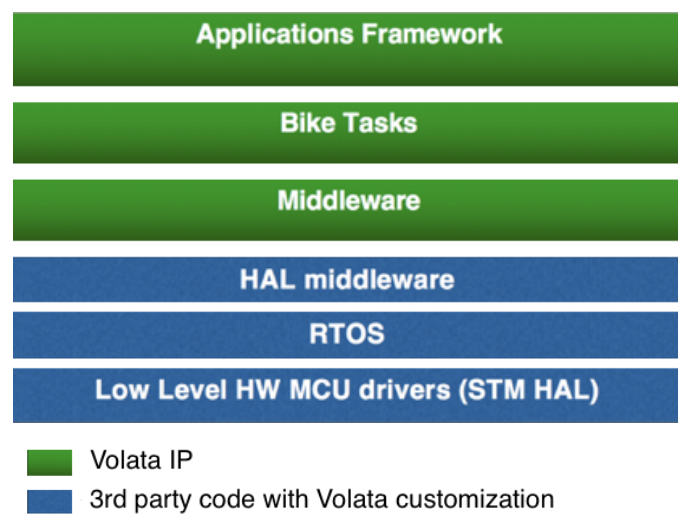 Applications Framework
Bike Tasks
Middleware
HAL middleware
RTOS
Low Level HW MCU drivers (STM HAL)
Volata IP
3rd party code with Volata customization